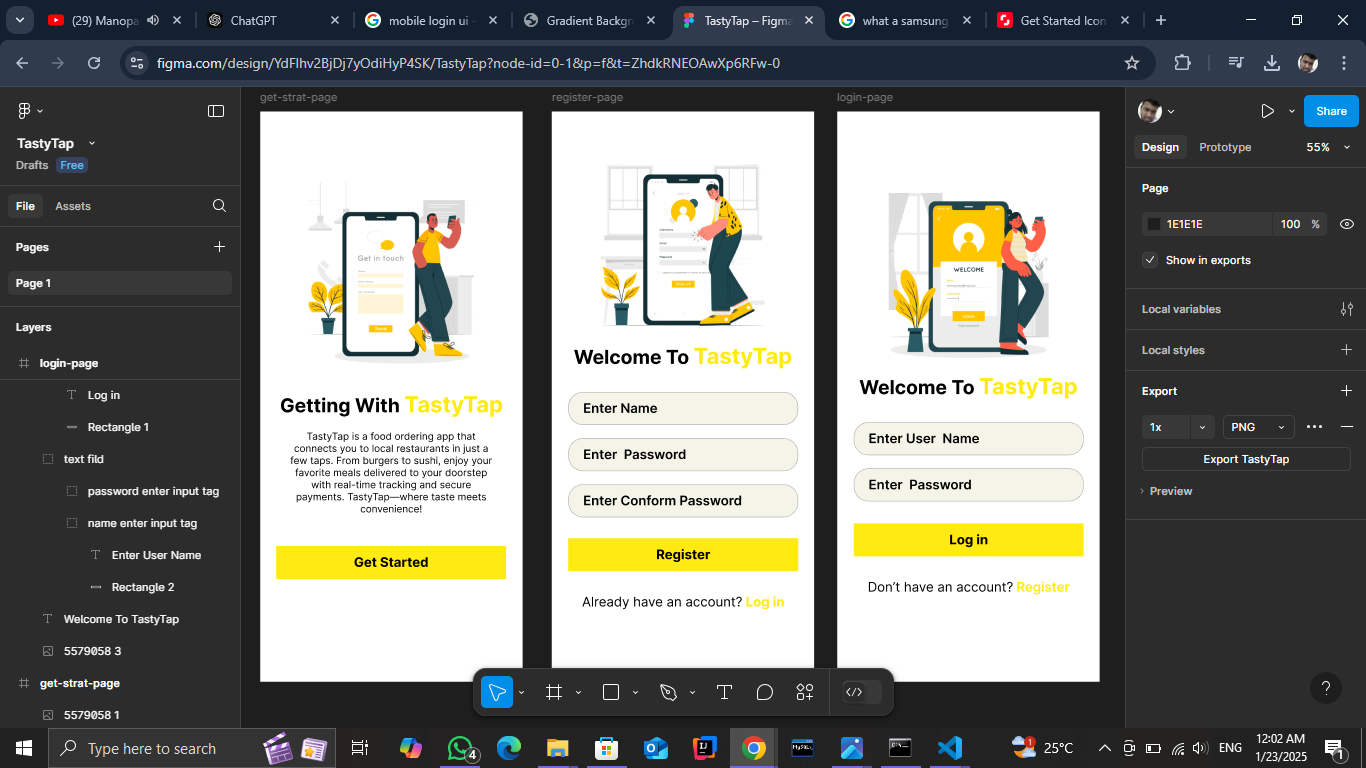 (29) Manopa
ChatGPT
mobile login ui -
Gradient Backgr
TastyTap – Figma
what a samsung
Get Started Icon
figma.com/design/YdFlhv2BjDj7yOdiHyP4SK/TastyTap?node-id=0-1&p=f&t=ZhdkRNEOAwXp6RFw-0
TastyTap
Drafts Free
File Assets
Pages
Page 1
Layers
login-page
Log in
Rectangle 1
text fild
password enter input tag
name enter input tag
Enter User Name
Rectangle 2
Welcome To TastyTap
5579058 3
get-strat-page
5579058 1
get-strat-page
Get in touch
Send
Getting With TastyTap
TastyTap is a food ordering app that
connects you to local restaurants in just a
few taps. From burgers to sushi, enjoy your
favorite meals delivered to your doorstep
with real-time tracking and secure
payments. TastyTap—where taste meets
convenience!
Get Started
register-page
SIGN UP
Welcome To TastyTap
Enter Name
Enter  Password
Enter Conform Password
Register
Already have an account? Log in
login-page
WELCOME
LOGIN
Welcome To TastyTap
Enter User  Name
Enter  Password
Log in
Don’t have an account? Register
Share
Design Prototype 55%
Page
1E1E1E 100 %
Show in exports
Local variables
Local styles
Export
1x PNG
Export TastyTap
Preview
?
Type here to search
4
1
25°C
ENG
12:02 AM
1/23/2025
1